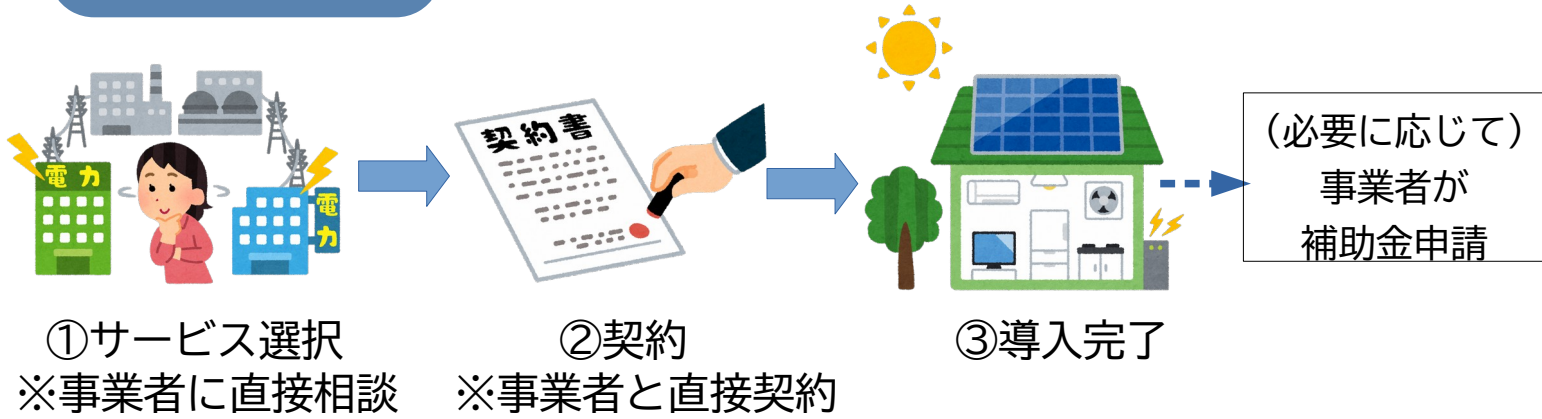 電力
電力
契約書
（必要に応じて）
事業者が
補助金申請
①サービス選択
※事業者に直接相談
②契約
※事業者と直接契約
③導入完了